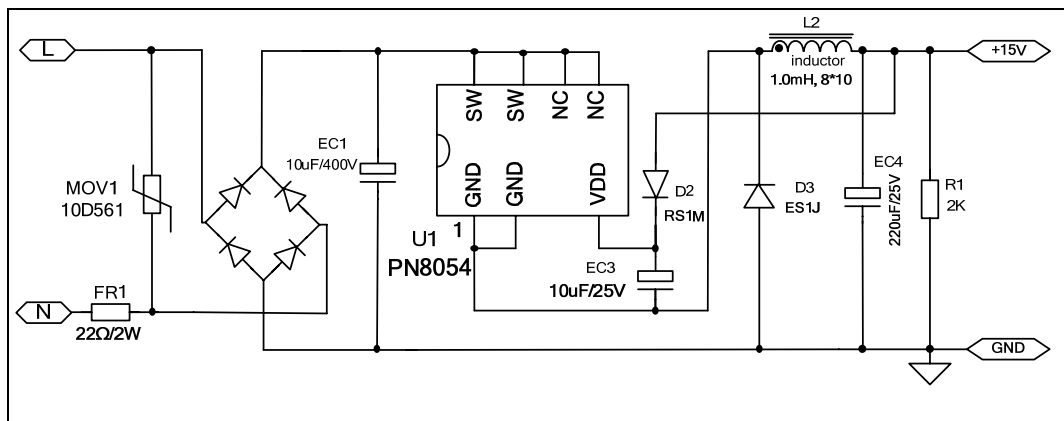 L
N
MOV1
10D561
FR1
22Ω/2W
EC1
10uF/400V
SW
SW
NC
NC
GND
GND
VDD
1
U1
PN8054
D2
RS1M
EC3
10uF/25V
L2
inductor
1.0mH, 8*10
D3
ES1J
EC4
220uF/25V
R1
2K
+15V
GND